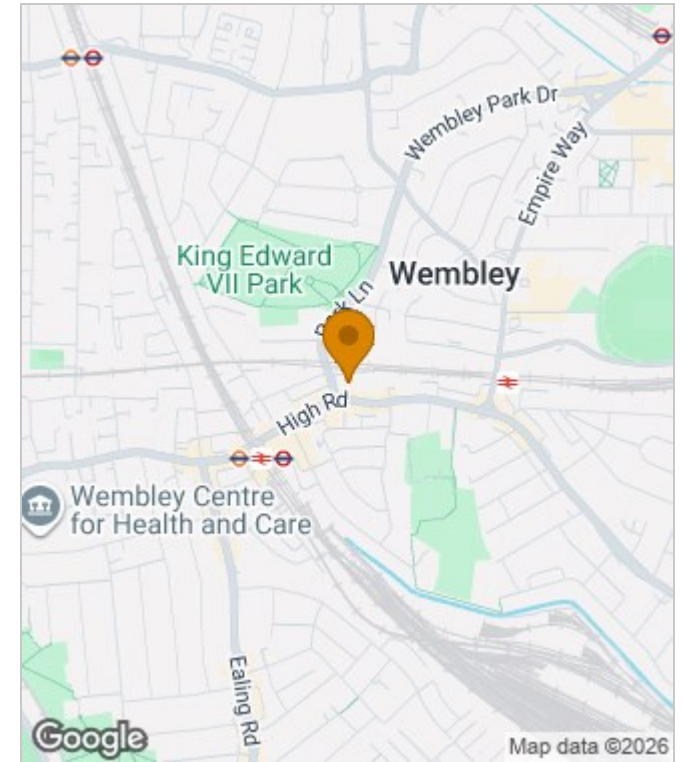 Wembley Park Dr
Empire Way
King Edward
VII Park
Wembley
Park Ln
High Rd
Wembley Centre
for Health and Care
Ealing Rd
Google
Map data ©2026